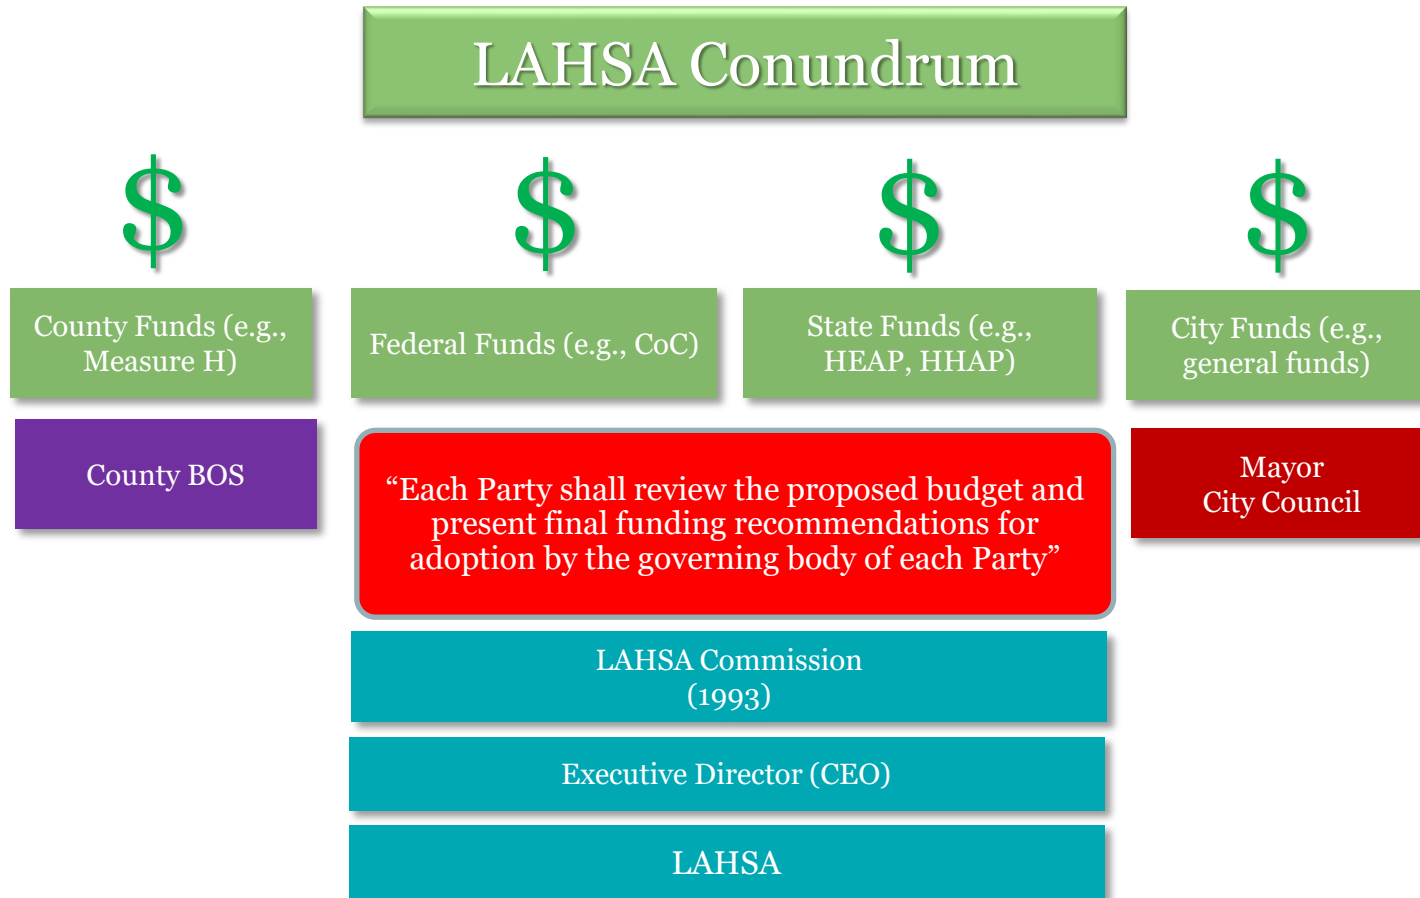 LAHSA Conundrum
$ $ $ $
County Funds (e.g.,
Measure H)
Federal Funds (e.g., CoC)
State Funds (e.g.,
HEAP, HHAP)
City Funds (e.g.,
general funds)
County BOS
“Each Party shall review the proposed budget and
present final funding recommendations for
adoption by the governing body of each Party”
Mayor
City Council
LAHSA Commission
(1993)
Executive Director (CEO)
LAHSA